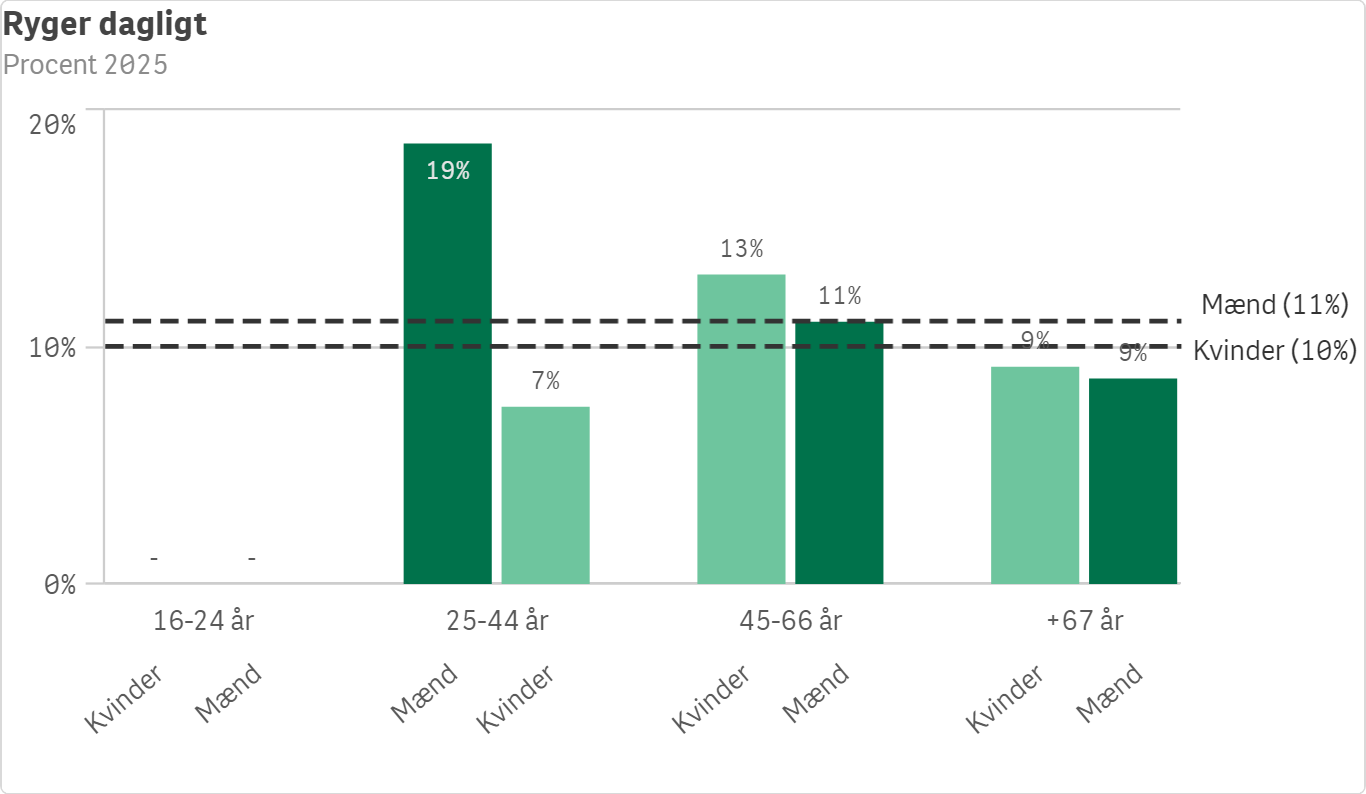 Ryger dagligt
Procent 2025
20%
19%
13%
11%
Mænd (11%)
10%
9%
9%
Kvinder (10%)
7%
-
-
0%
16-24 år
25-44 år
45-66 år
+67 år
Kvinder
Mænd
Mænd
Kvinder
Kvinder
Mænd
Kvinder
Mænd